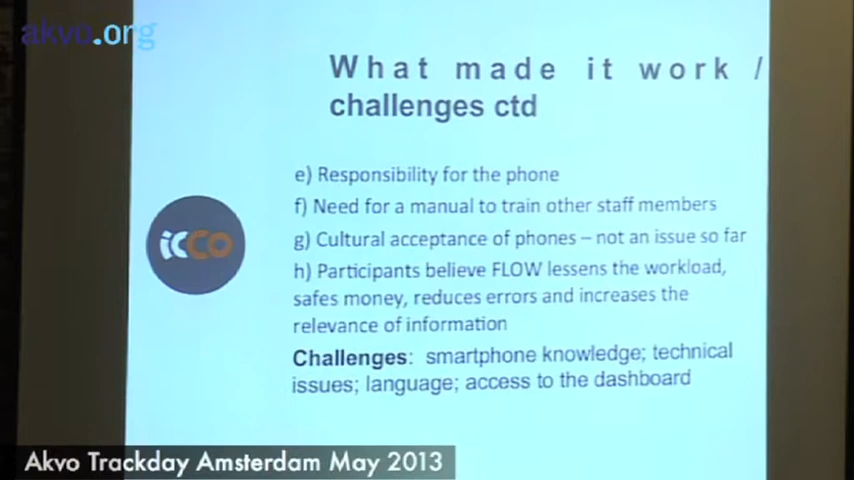 akvo.org
What made it work /
challenges ctd
e) Responsibility for the phone
f) Need for a manual to train other staff members
g) Cultural acceptance of phones – not an issue so far
h) Participants believe FLOW lessens the workload,
safes money, reduces errors and increases the
relevance of information
icco
Challenges: smartphone knowledge; technical
issues; language; access to the dashboard
Akvo Trackday Amsterdam May 2013